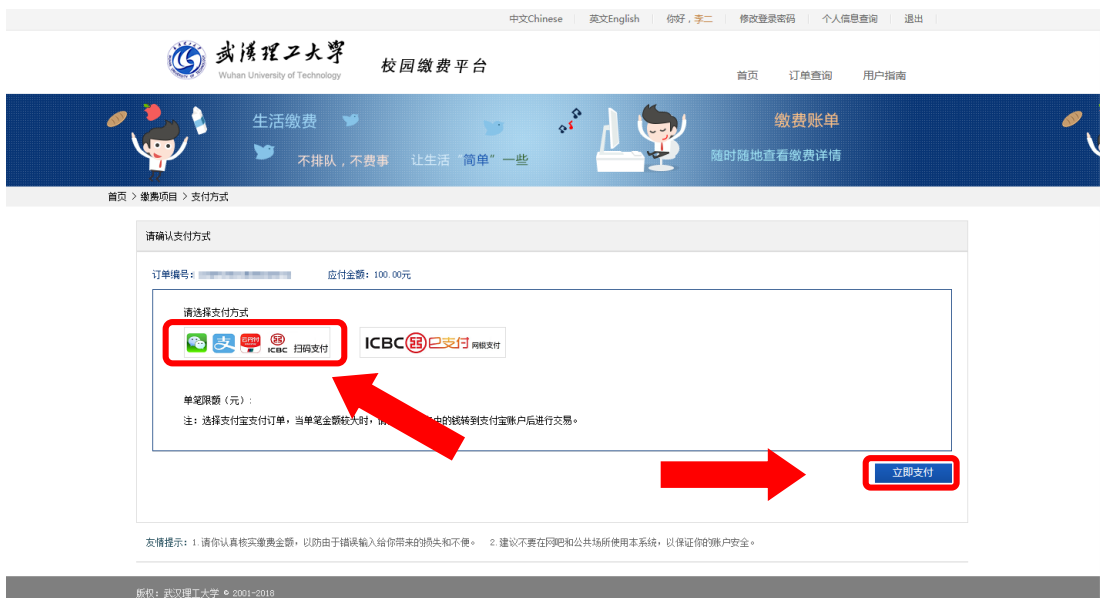 中文Chinese 英文English 你好，李二 修改登录密码 个人信息查询 退出
武汉理工大学
Wuhan University of Technology
校园缴费平台
首页 订单查询 用户指南
生活缴费
不排队，不费事 让生活“简单”一些
缴费账单
随时随地查看缴费详情
首页 > 缴费项目 > 支付方式
请确认支付方式
订单编号： 应付金额：100.00元
请选择支付方式
ICBC 扫码支付
ICBC 已支付 网银支付
单笔限额（元）：
注：选择支付宝支付订单，当单笔金额较大时，中的钱转到支付宝账户后进行交易。
立即支付
友情提示：1.请你认真核实缴费金额，以防由于错误输入给你带来的损失和不便。 2.建议不要在网吧和公共场所使用本系统，以保证你的账户安全。
版权：武汉理工大学 © 2001-2018